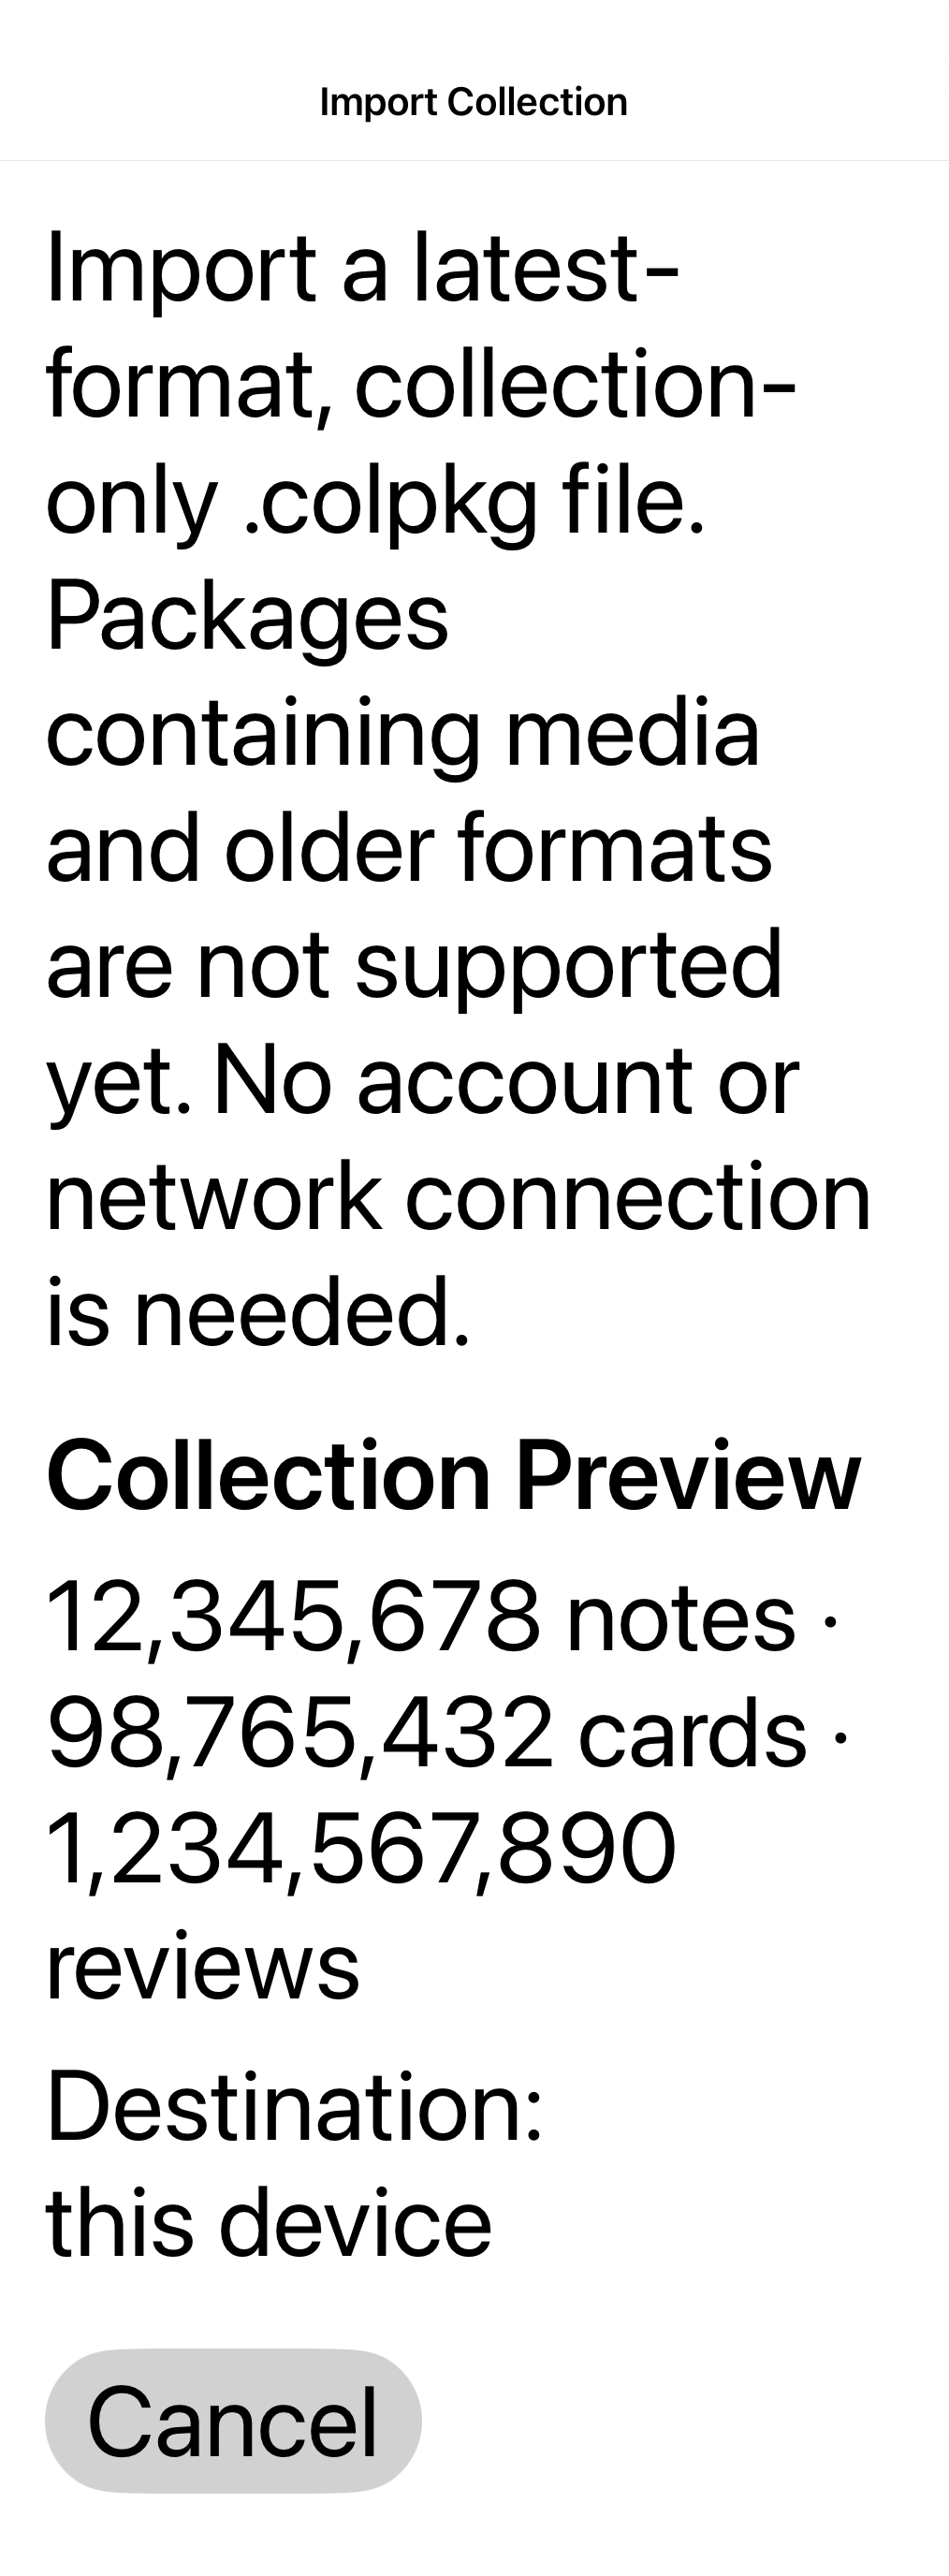 Import Collection
Import a latest-
format, collection-
only .colpkg file.
Packages
containing media
and older formats
are not supported
yet. No account or
network connection
is needed.
Collection Preview
12,345,678 notes ·
98,765,432 cards ·
1,234,567,890
reviews
Destination:
this device
Cancel